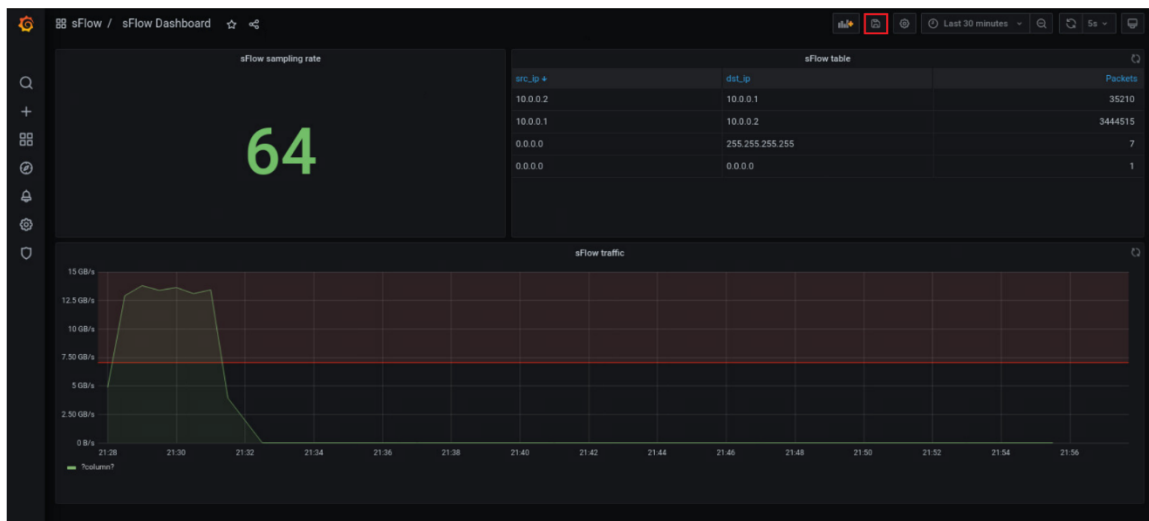 sFlow / sFlow Dashboard
Last 30 minutes
5s
sFlow sampling rate
64
sFlow table
src_ip dst_ip Packets
10.0.0.2 10.0.0.1 35210
10.0.0.1 10.0.0.2 3444515
0.0.0.0 255.255.255.255 7
0.0.0.0 0.0.0.0 1
sFlow traffic
15 GB/s
12.5 GB/s
10 GB/s
7.50 GB/s
5 GB/s
2.50 GB/s
0 B/s
21:28 21:30 21:32 21:34 21:36 21:38 21:40 21:42 21:44 21:46 21:48 21:50 21:52 21:54 21:56
?column?